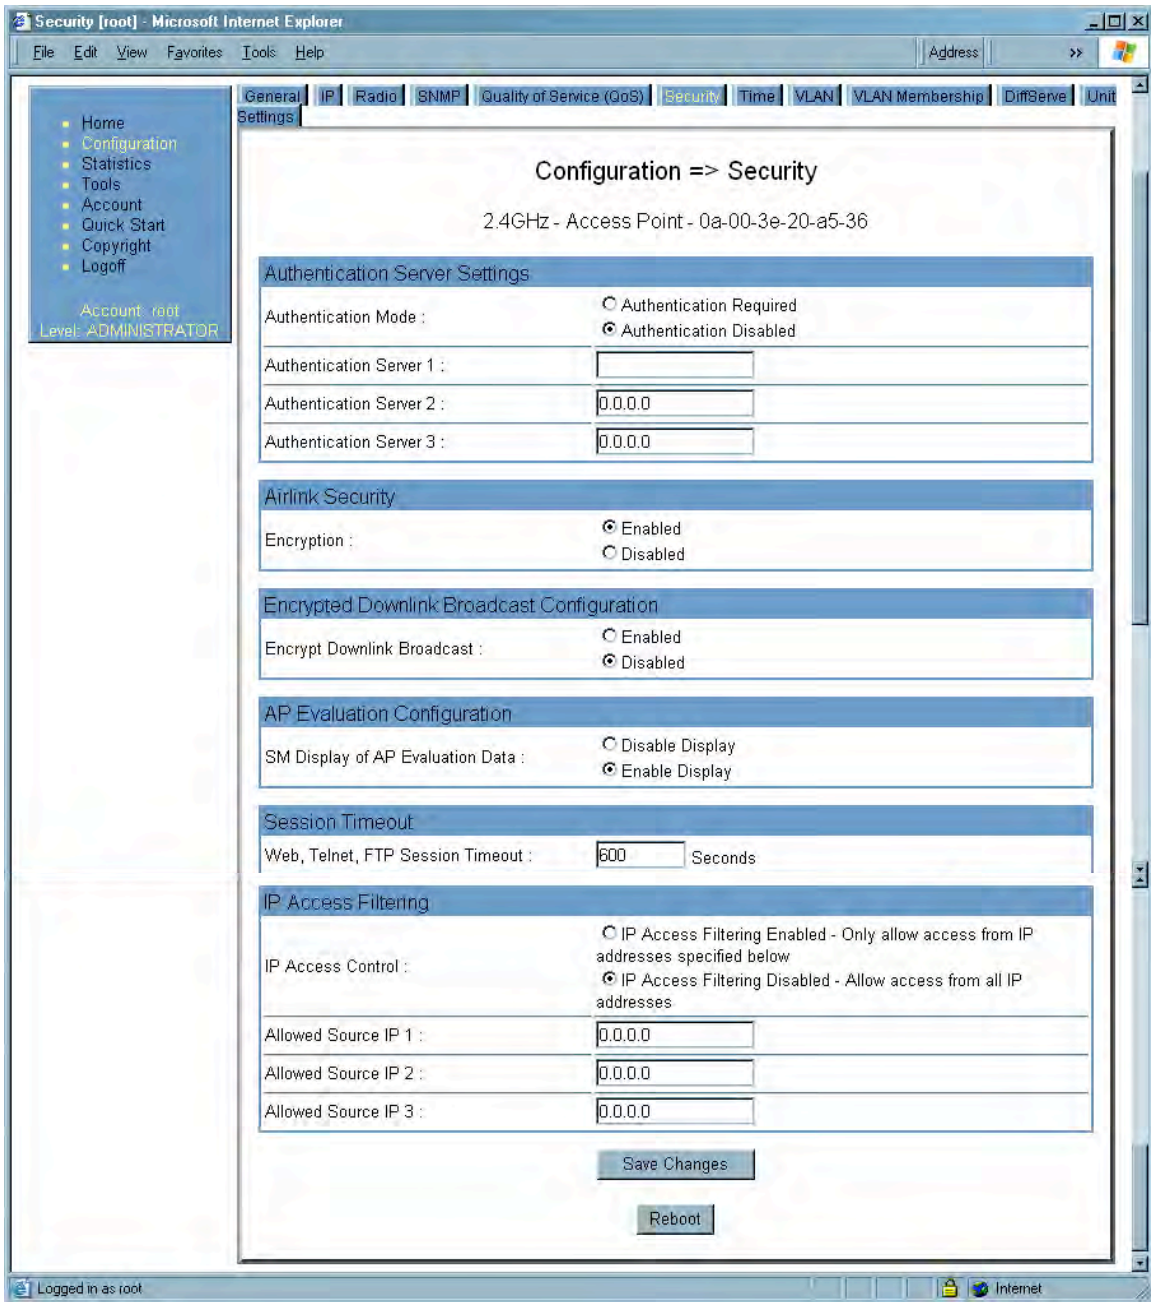 Security [root] - Microsoft Internet Explorer
File Edit View Favorites Tools Help
Address »
General IP Radio SNMP Quality of Service (QoS) Security Time VLAN VLAN Membership DiffServe Unit
Settings
Home
Configuration
Statistics
Tools
Account
Quick Start
Copyright
Logoff
Account: root
Level: ADMINISTRATOR
Configuration => Security
2.4GHz - Access Point - 0a-00-3e-20-a5-36
Authentication Server Settings
Authentication Mode :
Authentication Required
Authentication Disabled
Authentication Server 1 :
Authentication Server 2 : 0.0.0.0
Authentication Server 3 : 0.0.0.0
Airlink Security
Encryption :
Enabled
Disabled
Encrypted Downlink Broadcast Configuration
Encrypt Downlink Broadcast :
Enabled
Disabled
AP Evaluation Configuration
SM Display of AP Evaluation Data :
Disable Display
Enable Display
Session Timeout
Web, Telnet, FTP Session Timeout : 600 Seconds
IP Access Filtering
IP Access Control :
IP Access Filtering Enabled - Only allow access from IP
addresses specified below
IP Access Filtering Disabled - Allow access from all IP
addresses
Allowed Source IP 1 : 0.0.0.0
Allowed Source IP 2 : 0.0.0.0
Allowed Source IP 3 : 0.0.0.0
Save Changes
Reboot
Logged in as root
Internet